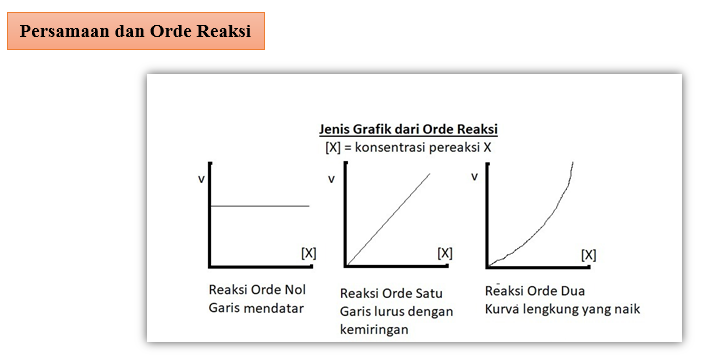 Persamaan dan Orde Reaksi
Jenis Grafik dari Orde Reaksi
[X] = konsentrasi pereaksi X
v
[X]
v
[X]
v
[X]
Reaksi Orde Nol
Garis mendatar
Reaksi Orde Satu
Garis lurus dengan
kemiringan
Reaksi Orde Dua
Kurva lengkung yang naik